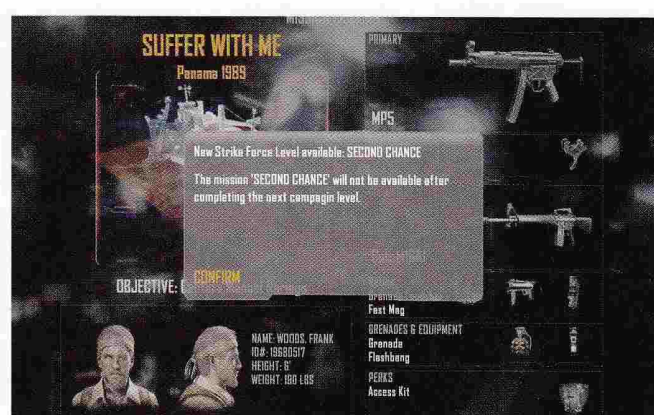 SUFFER WITH ME
Panama 1989
New Strike Force Level available: SECOND CHANCE
The mission 'SECOND CHANCE' will not be available after
completing the next campagin level.
CONFIRM
OBJECTIVE:
NAME: WOODS, FRANK
ID#: 19680517
HEIGHT: 6'
WEIGHT: 190 LBS
PRIMARY
MP5
Fast Mag
GRENADES & EQUIPMENT
Grenade
Flashbang
PERKS
Access Kit